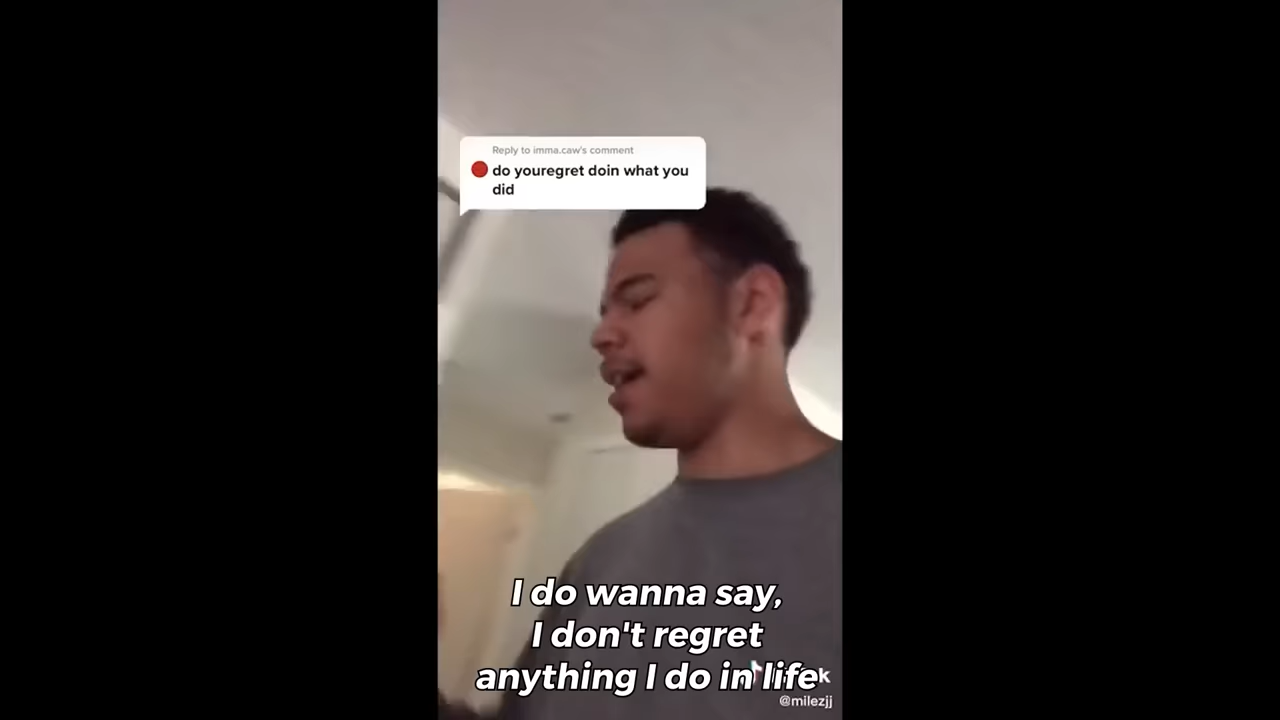 Reply to imma.caw's comment
do youregret doin what you
did
I do wanna say,
I don't regret
anything I do in life
@milezjj